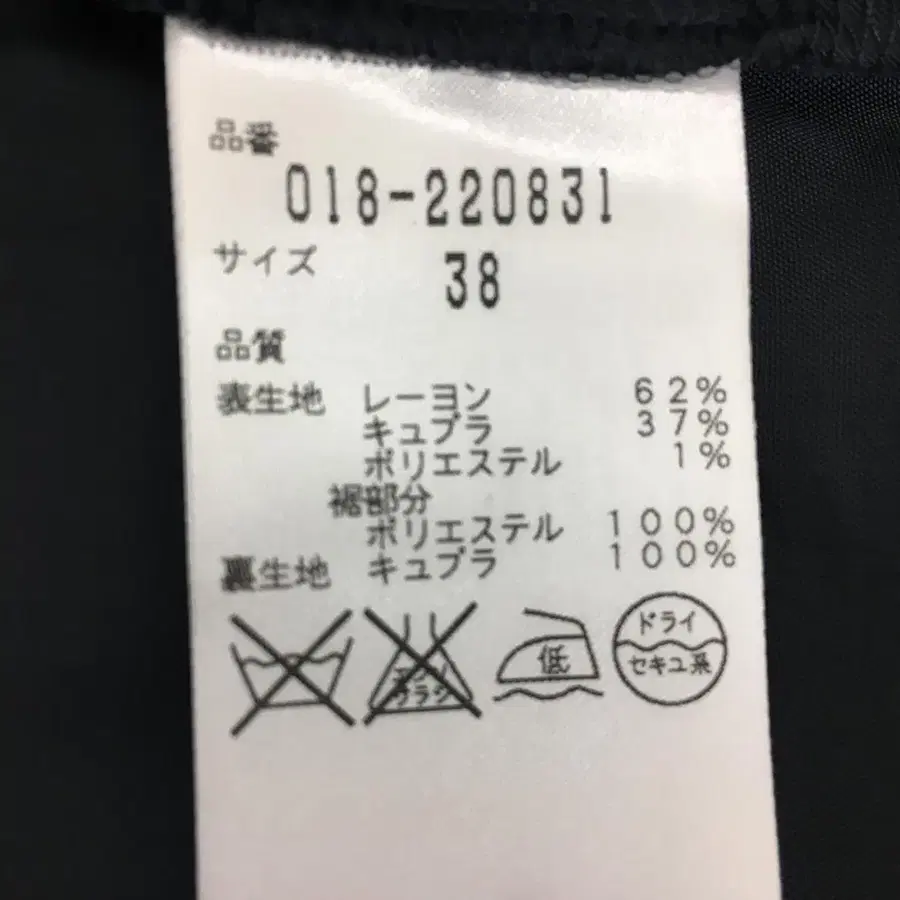 品番
018-220831
サイズ 38
品質
表生地 レーヨン 62%
キュプラ 37%
ポリエステル 1%
裾部分
ポリエステル 100%
裏生地 キュプラ 100%
低
ドライ
セキユ系